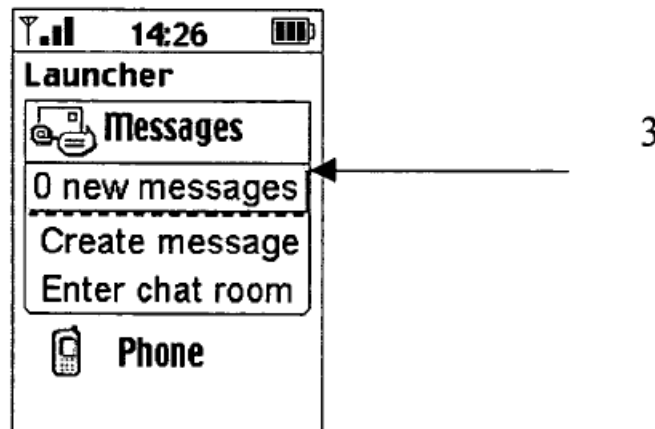 14:26
Launcher
Messages
0 new messages
3
Create message
Enter chat room
Phone